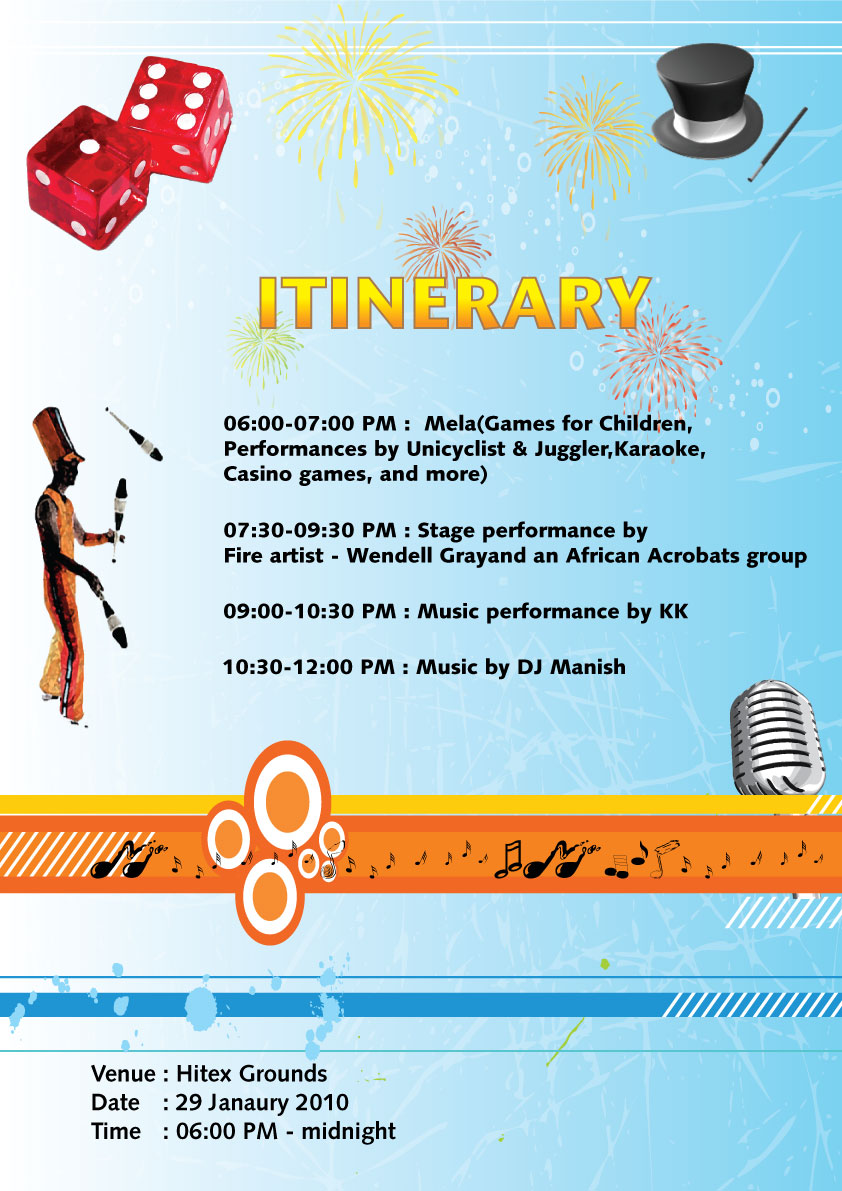 ITINERARY
06:00-07:00 PM :  Mela(Games for Children,
Performances by Unicyclist & Juggler,Karaoke,
Casino games, and more)
07:30-09:30 PM : Stage performance by
Fire artist - Wendell Grayand an African Acrobats group
09:00-10:30 PM : Music performance by KK
10:30-12:00 PM : Music by DJ Manish
Venue : Hitex Grounds
Date : 29 Janaury 2010
Time : 06:00 PM - midnight